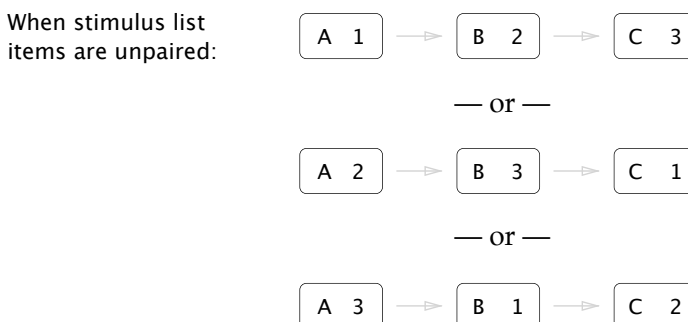 When stimulus list
items are unpaired:
A 1 B 2 C 3
— or —
A 2 B 3 C 1
— or —
A 3 B 1 C 2